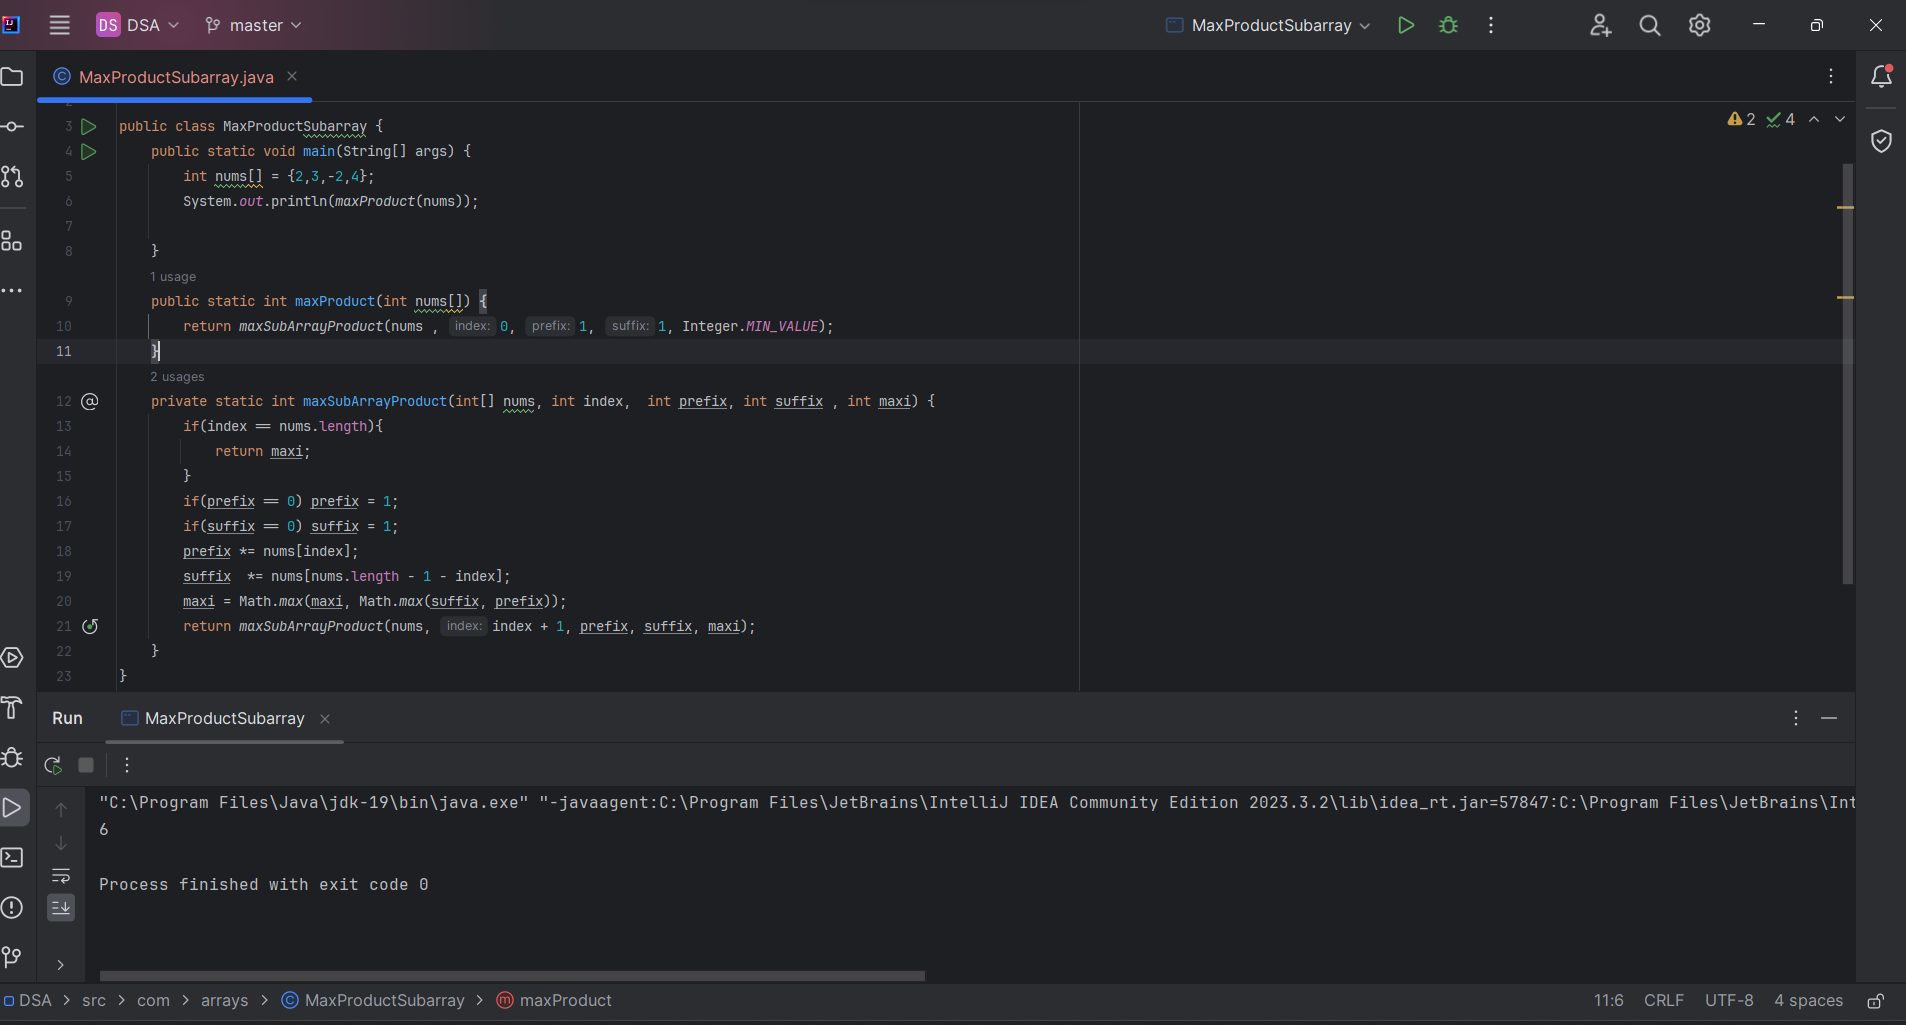 DS DSA master MaxProductSubarray
MaxProductSubarray.java
2 4
3 public class MaxProductSubarray {
4 public static void main(String[] args) {
5 int nums[] = {2,3,-2,4};
6 System.out.println(maxProduct(nums));
7
8 }
1 usage
9 public static int maxProduct(int nums[]) {
10 return maxSubArrayProduct(nums , index: 0, prefix: 1, suffix: 1, Integer.MIN_VALUE);
11 }
2 usages
12 @ private static int maxSubArrayProduct(int[] nums, int index,  int prefix, int suffix , int maxi) {
13 if(index == nums.length){
14 return maxi;
15 }
16 if(prefix == 0) prefix = 1;
17 if(suffix == 0) suffix = 1;
18 prefix *= nums[index];
19 suffix  *= nums[nums.length - 1 - index];
20 maxi = Math.max(maxi, Math.max(suffix, prefix));
21 return maxSubArrayProduct(nums, index: index + 1, prefix, suffix, maxi);
22 }
23 }
Run MaxProductSubarray
"C:\Program Files\Java\jdk-19\bin\java.exe" "-javaagent:C:\Program Files\JetBrains\IntelliJ IDEA Community Edition 2023.3.2\lib\idea_rt.jar=57847:C:\Program Files\JetBrains\Int
6
Process finished with exit code 0
DSA > src > com > arrays > MaxProductSubarray > maxProduct 11:6 CRLF UTF-8 4 spaces